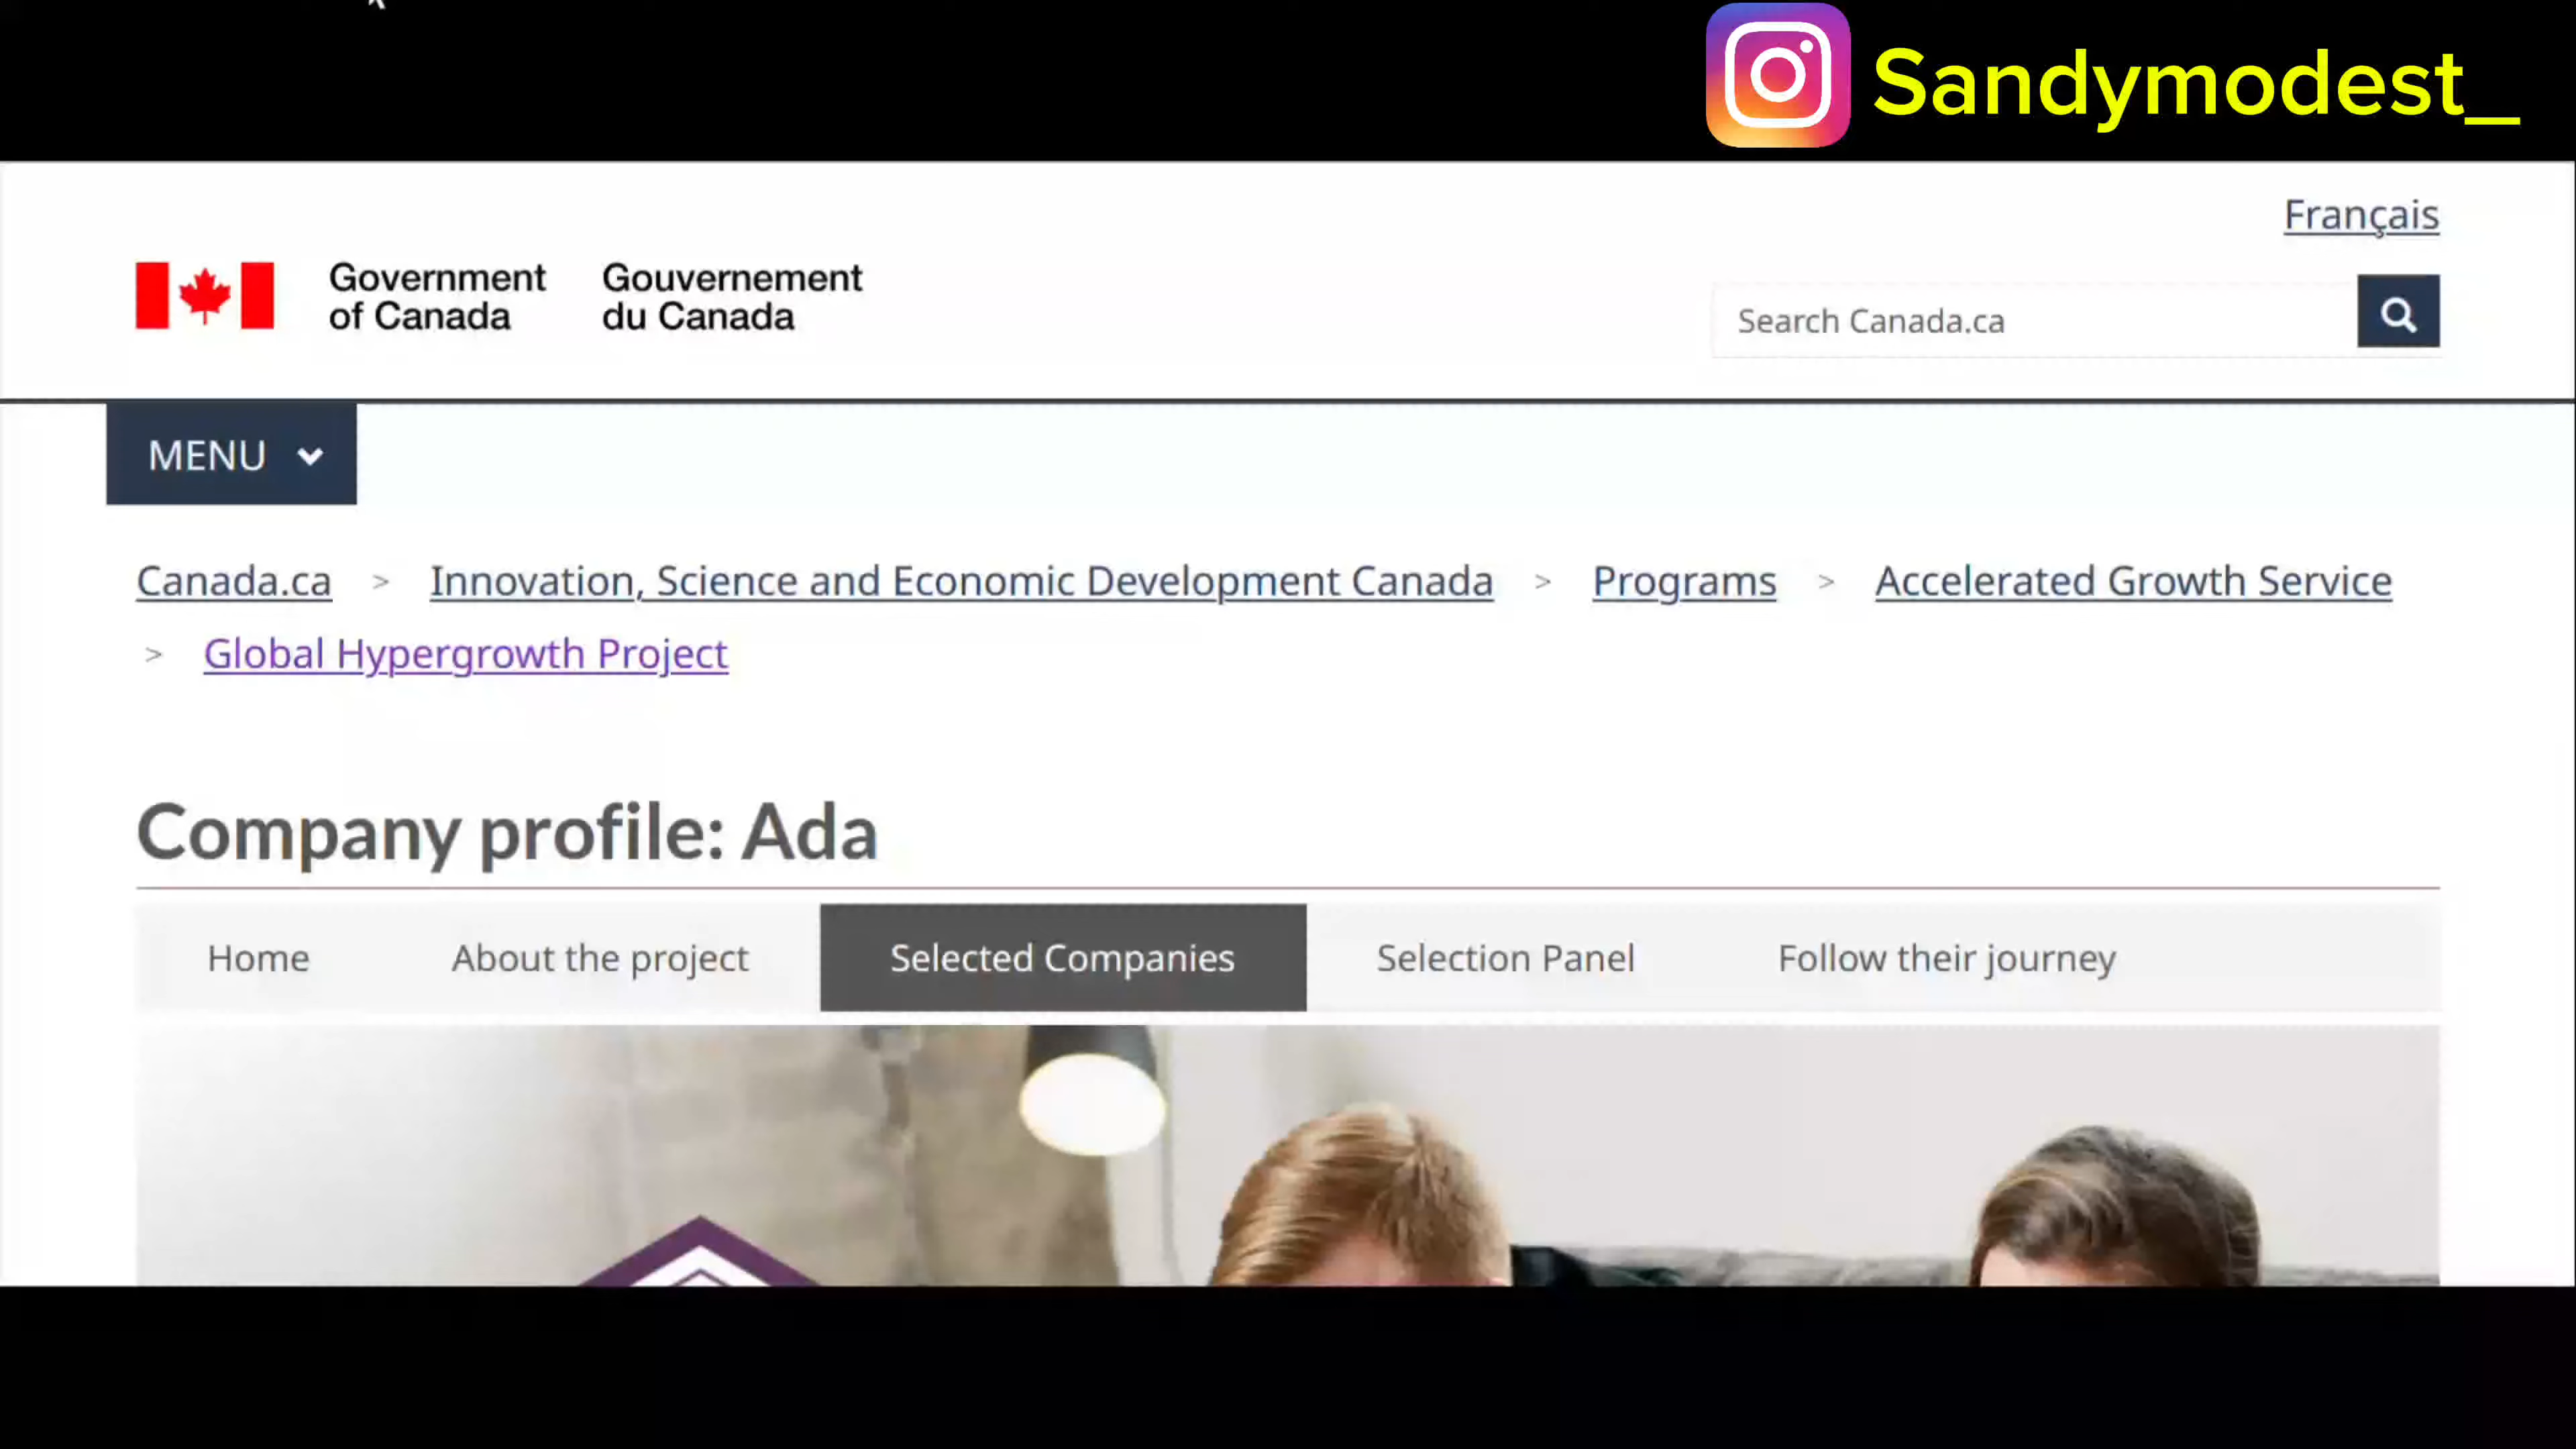 Sandymodest_
Français
Government Gouvernement
of Canada du Canada
Search Canada.ca
MENU
Canada.ca > Innovation, Science and Economic Development Canada > Programs > Accelerated Growth Service
> Global Hypergrowth Project
Company profile: Ada
Home About the project Selected Companies Selection Panel Follow their journey